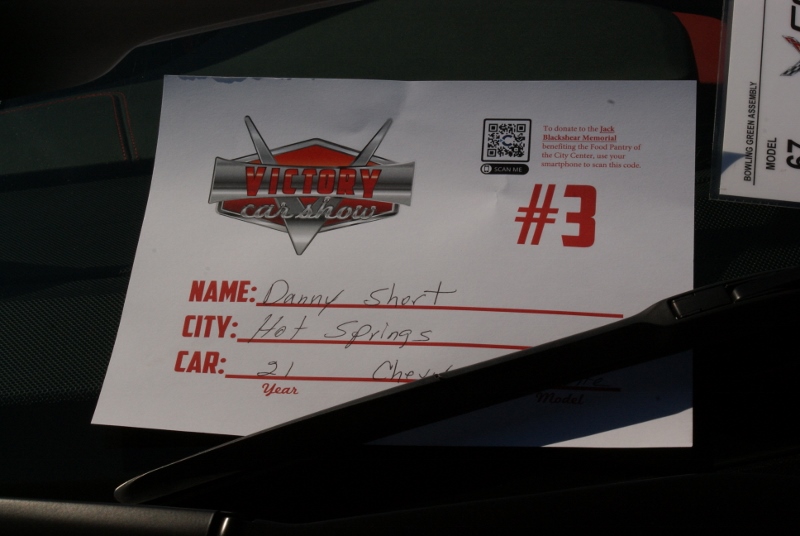 VICTORY
car show
SCAN ME
To donate to the Jack
Blackshear Memorial
benefiting the Food Pantry of
the City Center, use your
smartphone to scan this code.
#3
NAME: Danny Short
CITY: Hot Springs
CAR: 21
Year
Model
BOWLING GREEN ASSEMBLY
MODEL